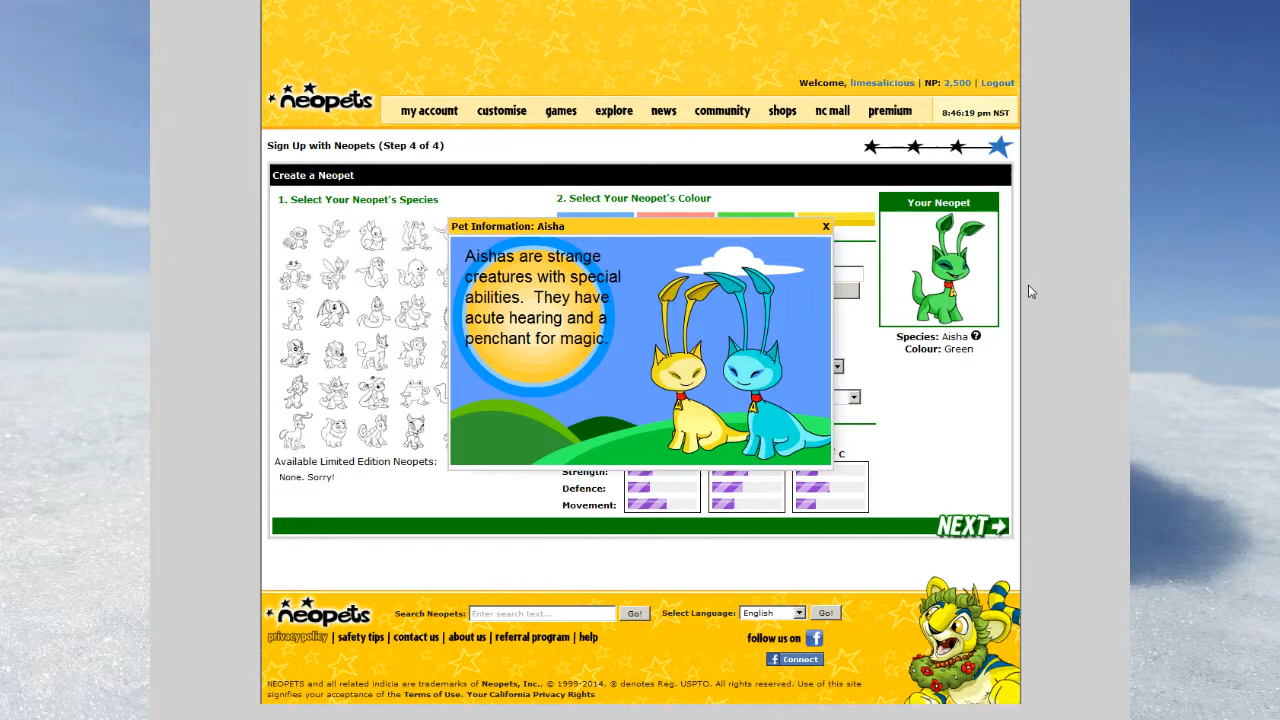 Welcome, limesalicious | NP: 2,500 | Logout
neopets
my account customise games explore news community shops nc mall premium
8:46:19 pm NST
Sign Up with Neopets (Step 4 of 4)
Create a Neopet
1. Select Your Neopet's Species
2. Select Your Neopet's Colour
Your Neopet
Pet Information: Aisha X
Aishas are strange
creatures with special
abilities. They have
acute hearing and a
penchant for magic.
Species: Aisha ?
Colour: Green
Available Limited Edition Neopets:
None. Sorry!
C
Strength:
Defence:
Movement:
NEXT
neopets
Search Neopets: Enter search text... Go! Select Language: English Go!
privacy policy | safety tips | contact us | about us | referral program | help
follow us on f
f Connect
NEOPETS and all related indicia are trademarks of Neopets, Inc., © 1999-2014. ® denotes Reg. USPTO. All rights reserved. Use of this site
signifies your acceptance of the Terms of Use. Your California Privacy Rights